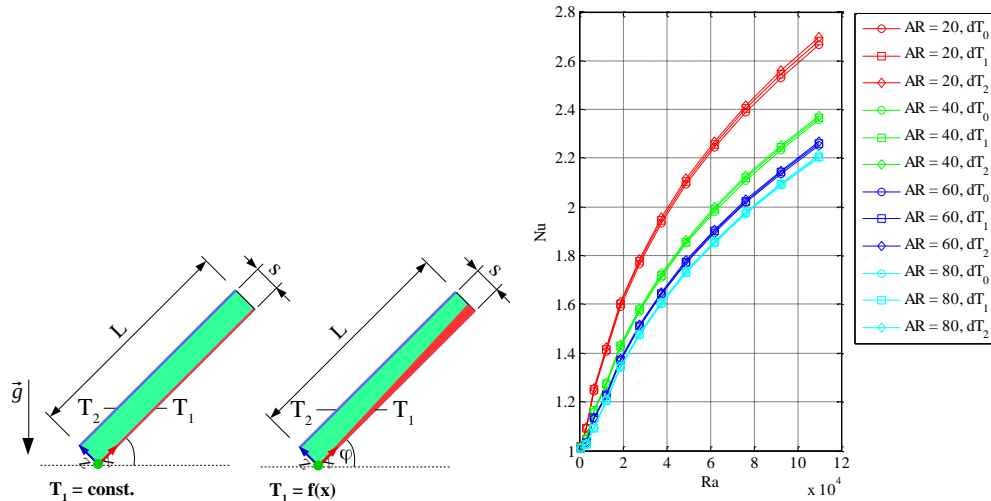 s
L
g⃗
T₂
T₁
T₁ = const.
s
L
T₂
T₁
φ
T₁ = f(x)
2.8
2.6
2.4
2.2
2
1.8
1.6
1.4
1.2
1
Nu
0 2 4 6 8 10 12
x 10⁴
Ra
AR = 20, dT₀
AR = 20, dT₁
AR = 20, dT₂
AR = 40, dT₀
AR = 40, dT₁
AR = 40, dT₂
AR = 60, dT₀
AR = 60, dT₁
AR = 60, dT₂
AR = 80, dT₀
AR = 80, dT₁
AR = 80, dT₂